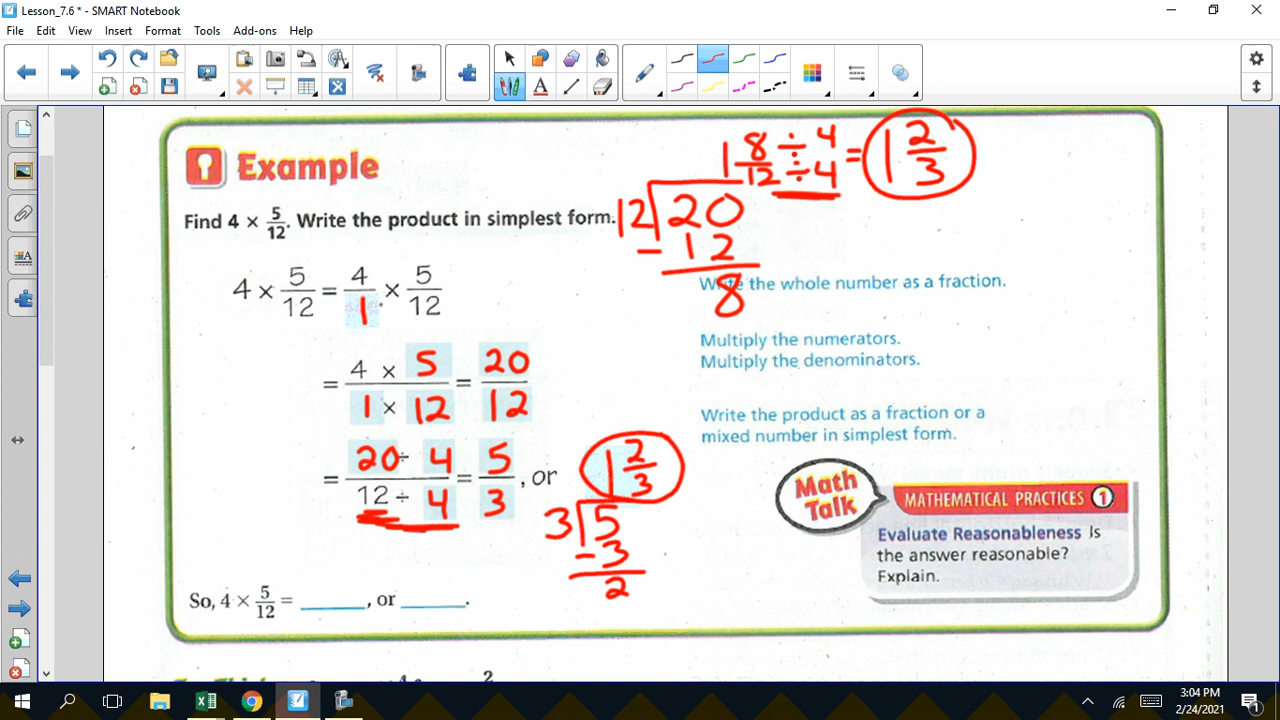 Lesson_7.6 * - SMART Notebook
File Edit View Insert Format Tools Add-ons Help
Example
1 8/12 ÷ 4/4 = 1 2/3
Find 4 × 5/12. Write the product in simplest form.
12 20
- 12
8
4 × 5/12 = 4/1 × 5/12
Write the whole number as a fraction.
= 4 × 5 / 1 × 12 = 20/12
Multiply the numerators.
Multiply the denominators.
= 20 ÷ 4 / 12 ÷ 4 = 5/3, or 1 2/3
Write the product as a fraction or a
mixed number in simplest form.
3 5
- 3
2
Math
Talk
MATHEMATICAL PRACTICES 1
Evaluate Reasonableness Is
the answer reasonable?
Explain.
So, 4 × 5/12 = ______, or ______.
3:04 PM
2/24/2021
1